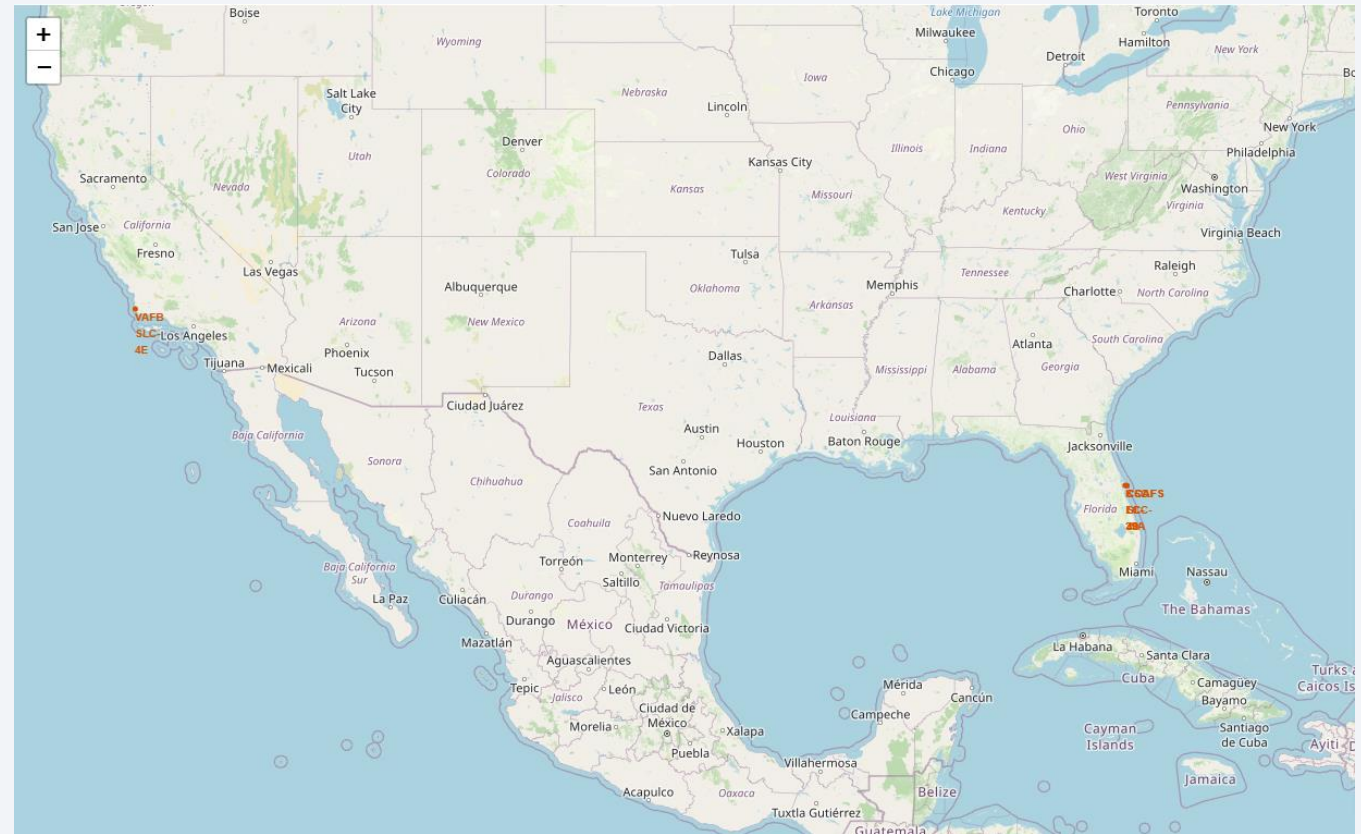 Boise
Lake Michigan
Toronto
Milwaukee
Hamilton
New York
+
−
Wyoming
Detroit
Chicago
Iowa
Salt Lake
City
Nebraska
Lincoln
Pennsylvania
New York
Denver
Ohio
Philadelphia
Utah
Kansas City
Illinois
Indiana
Sacramento
Nevada
Colorado
Kansas
Missouri
West Virginia
Washington
Virginia
San Jose
California
Kentucky
Virginia Beach
Fresno
Las Vegas
Tulsa
Raleigh
Albuquerque
Oklahoma
Memphis
Tennessee
Charlotte
North Carolina
VAFB
SLC-
4E
Los Angeles
Arizona
New Mexico
Arkansas
Atlanta
South Carolina
Tijuana
Mexicali
Phoenix
Tucson
Dallas
Mississippi
Alabama
Georgia
Ciudad Juárez
Texas
Louisiana
Baja California
Austin
Houston
Baton Rouge
Jacksonville
Sonora
San Antonio
Chihuahua
Florida
Coahuila
Nuevo Laredo
Baja California
Sur
Torreón
Monterrey
Reynosa
Miami
Nassau
La Paz
Culiacán
Durango
Saltillo
Tamaulipas
The Bahamas
Durango
México
Ciudad Victoria
Mazatlán
La Habana
Santa Clara
Aguascalientes
Cuba
Camagüey
Tepic
Jalisco
León
Mérida
Cancún
Bayamo
Ciudad de
México
Morelia
Xalapa
Campeche
Cayman
Islands
Santiago
de Cuba
Ayiti
Puebla
Villahermosa
Jamaica
Acapulco
Oaxaca
Tuxtla Gutiérrez
Belize
Guatemala